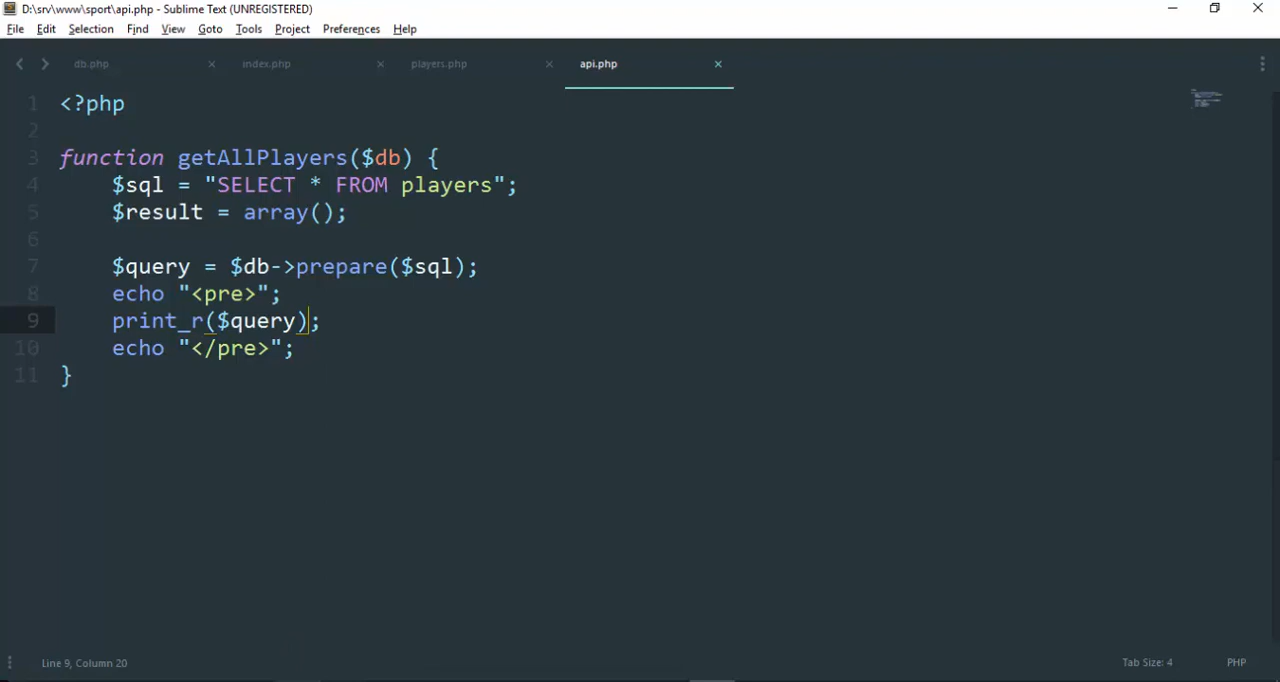 D:\srv\www\sport\api.php - Sublime Text (UNREGISTERED)
File Edit Selection Find View Goto Tools Project Preferences Help
db.php index.php players.php api.php
1 <?php
2
3 function getAllPlayers($db) {
4 $sql = "SELECT * FROM players";
5 $result = array();
6
7 $query = $db->prepare($sql);
8 echo "<pre>";
9 print_r($query);
10 echo "</pre>";
11 }
Line 9, Column 20 Tab Size: 4 PHP